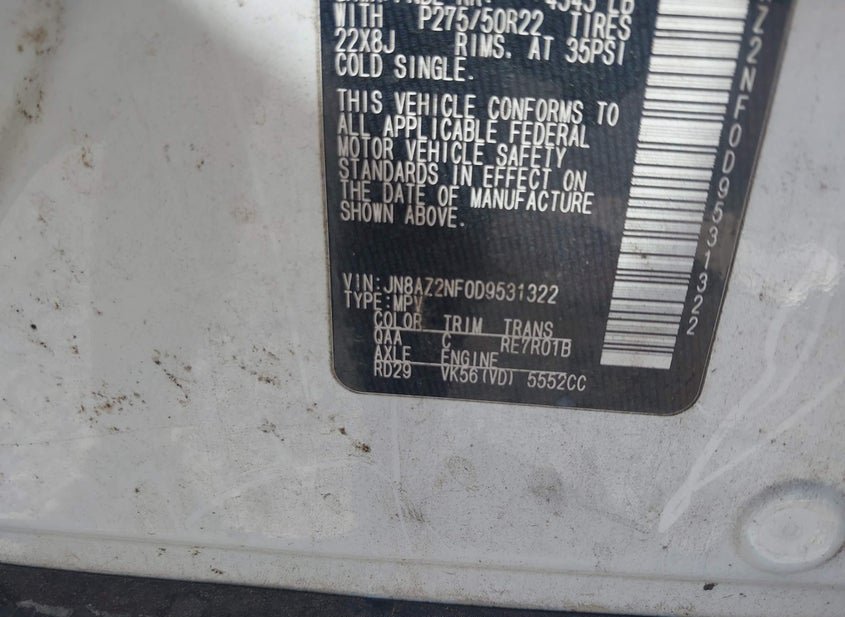 4543 LB
WITH P275/50R22 TIRES
22X8J RIMS. AT 35PSI
COLD SINGLE.
THIS VEHICLE CONFORMS TO
ALL APPLICABLE FEDERAL
MOTOR VEHICLE SAFETY
STANDARDS IN EFFECT ON
THE DATE OF MANUFACTURE
SHOWN ABOVE.
VIN:JN8AZ2NF0D9531322
TYPE:MPV
COLOR TRIM TRANS
QAA C RE7R01B
AXLE ENGINE
RD29 VK56(VD) 5552CC
Z2NF0D9531322